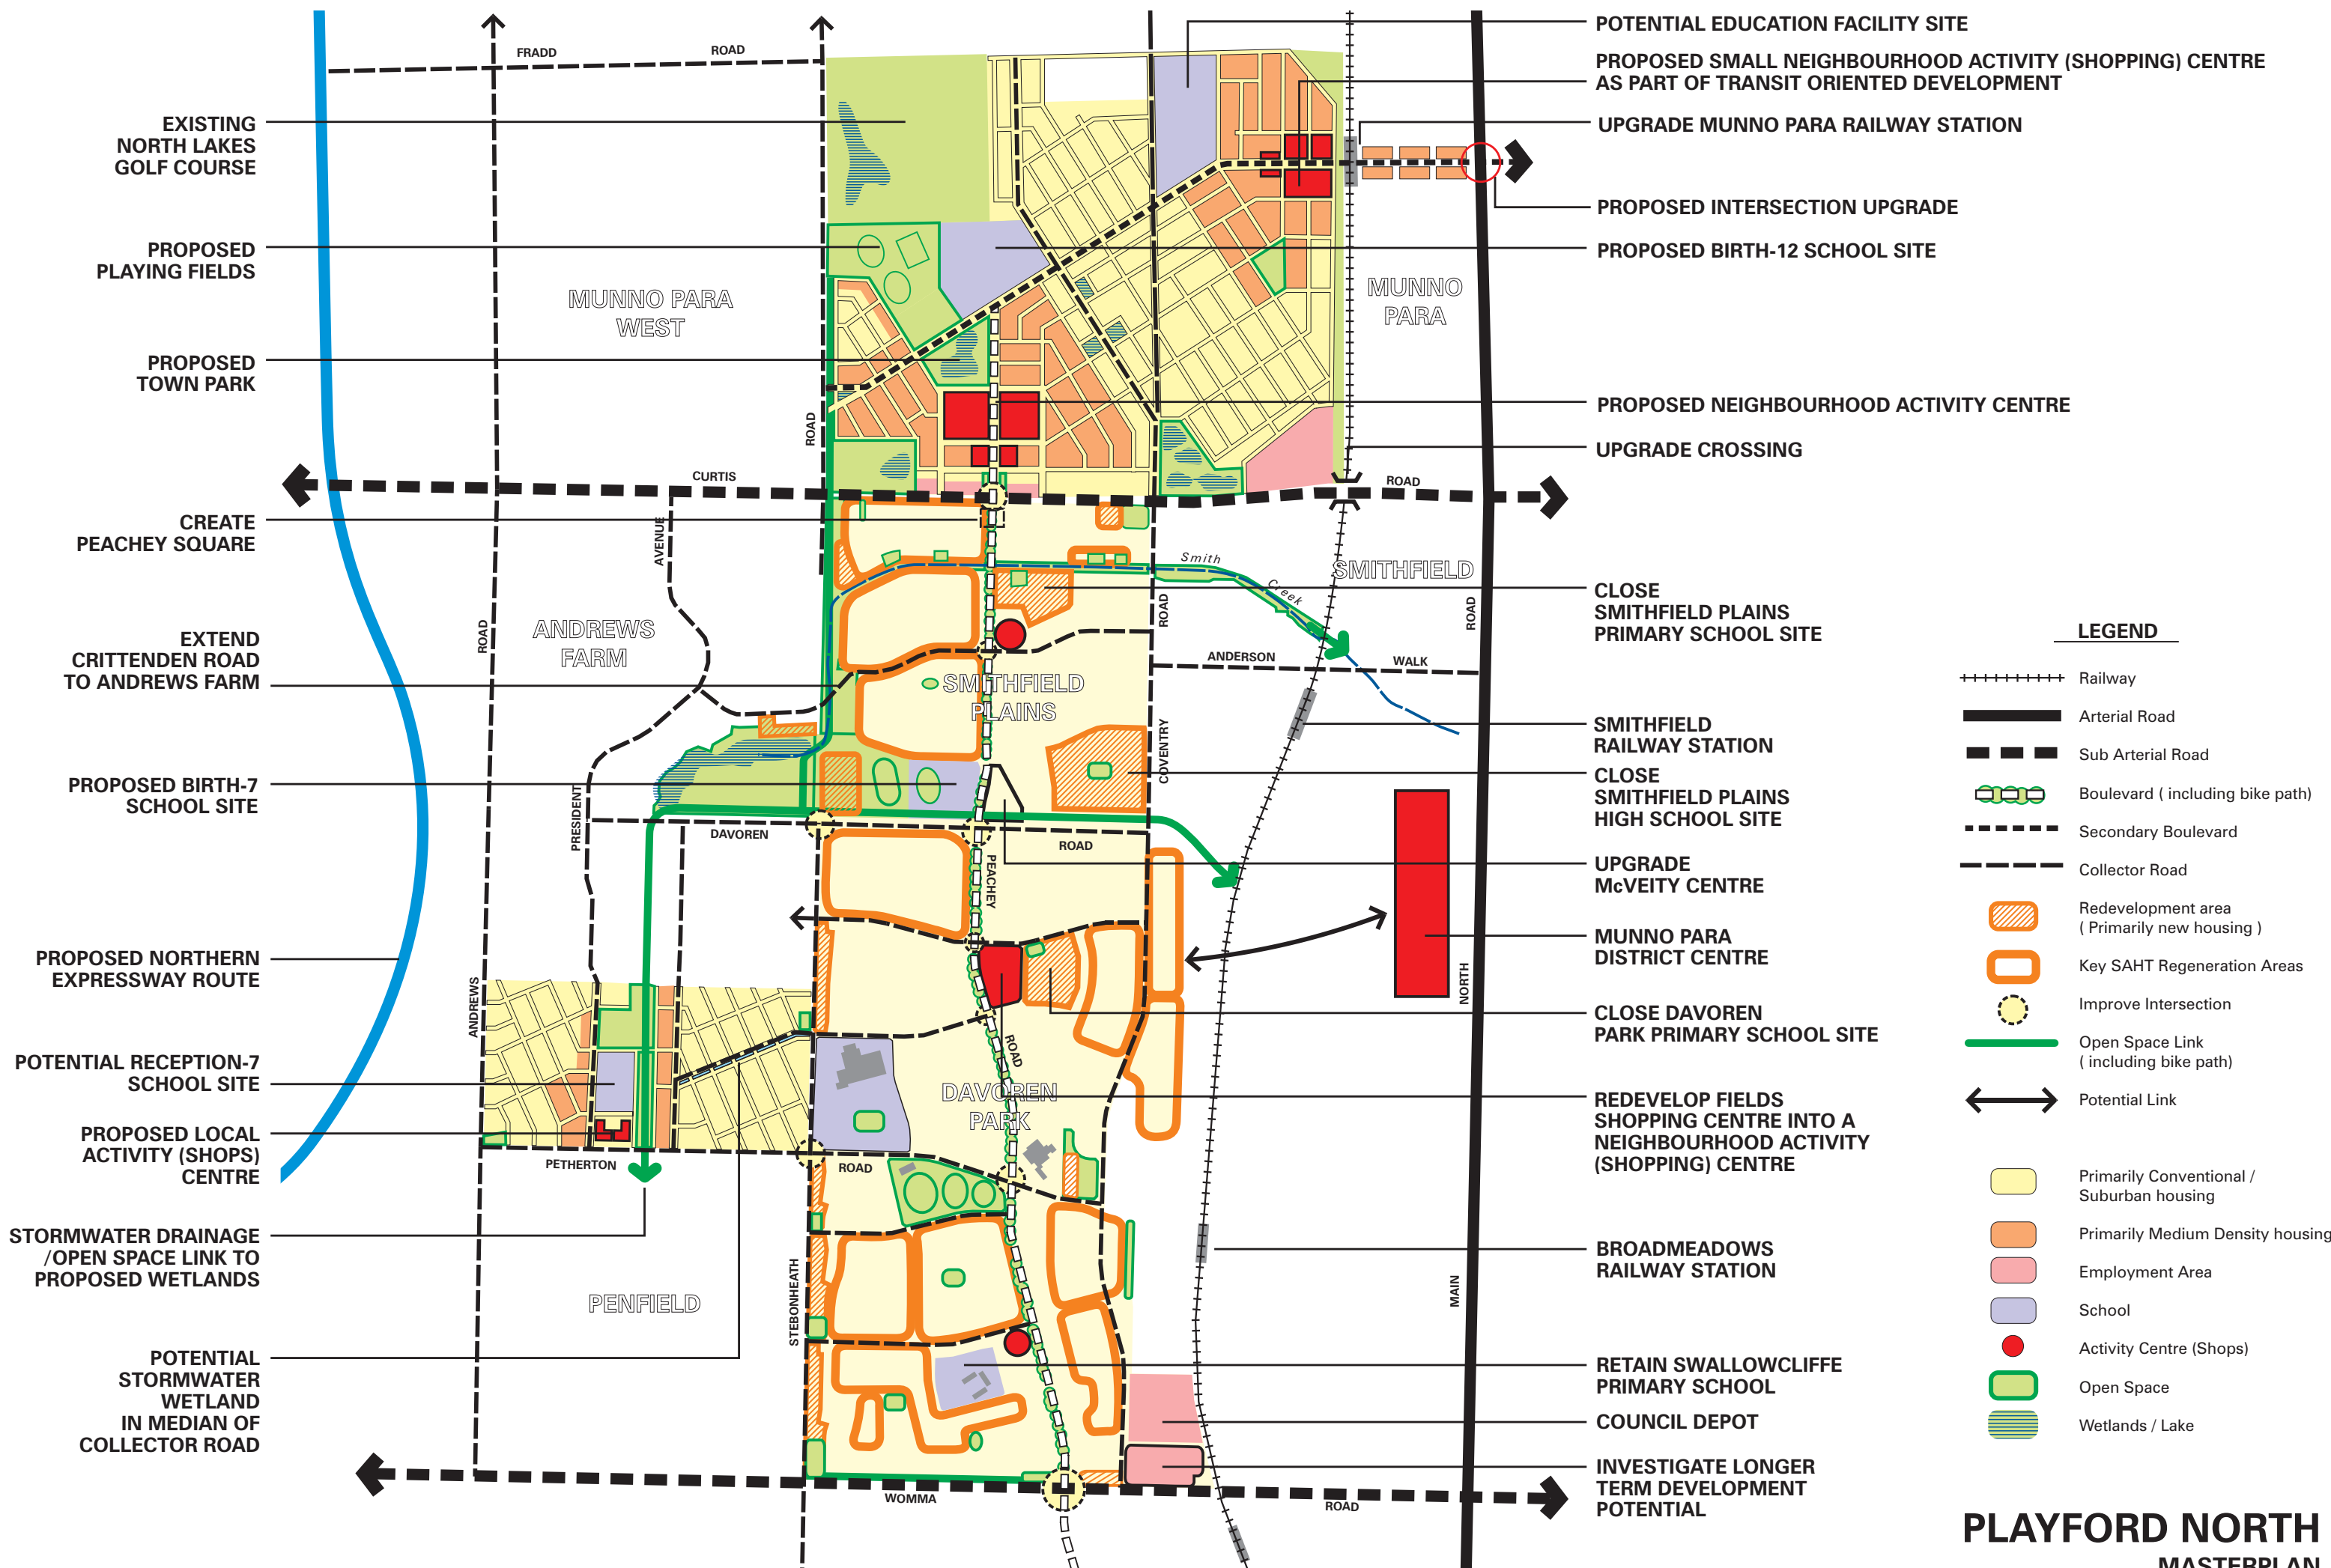 EXISTING
NORTH LAKES
GOLF COURSE
PROPOSED
PLAYING FIELDS
PROPOSED
TOWN PARK
CREATE
PEACHEY SQUARE
EXTEND
CRITTENDEN ROAD
TO ANDREWS FARM
PROPOSED BIRTH-7
SCHOOL SITE
PROPOSED NORTHERN
EXPRESSWAY ROUTE
POTENTIAL RECEPTION-7
SCHOOL SITE
PROPOSED LOCAL
ACTIVITY (SHOPS)
CENTRE
STORMWATER DRAINAGE
/OPEN SPACE LINK TO
PROPOSED WETLANDS
POTENTIAL
STORMWATER
WETLAND
IN MEDIAN OF
COLLECTOR ROAD
FRADD ROAD
MUNNO PARA
WEST
ROAD
CURTIS
ROAD
AVENUE
ROAD
ANDREWS
FARM
PRESIDENT
DAVOREN
ROAD
ANDREWS
PETHERTON
ROAD
PENFIELD
STEBONHEATH
WOMMA
ROAD
MUNNO
PARA
Smith
Creek
SMITHFIELD
ROAD
ROAD
ANDERSON WALK
SMITHFIELD
PLAINS
COVENTRY
PEACHEY
ROAD
NORTH
DAVOREN
PARK
MAIN
POTENTIAL EDUCATION FACILITY SITE
PROPOSED SMALL NEIGHBOURHOOD ACTIVITY (SHOPPING) CENTRE
AS PART OF TRANSIT ORIENTED DEVELOPMENT
UPGRADE MUNNO PARA RAILWAY STATION
PROPOSED INTERSECTION UPGRADE
PROPOSED BIRTH-12 SCHOOL SITE
PROPOSED NEIGHBOURHOOD ACTIVITY CENTRE
UPGRADE CROSSING
CLOSE
SMITHFIELD PLAINS
PRIMARY SCHOOL SITE
SMITHFIELD
RAILWAY STATION
CLOSE
SMITHFIELD PLAINS
HIGH SCHOOL SITE
UPGRADE
McVEITY CENTRE
MUNNO PARA
DISTRICT CENTRE
CLOSE DAVOREN
PARK PRIMARY SCHOOL SITE
REDEVELOP FIELDS
SHOPPING CENTRE INTO A
NEIGHBOURHOOD ACTIVITY
(SHOPPING) CENTRE
BROADMEADOWS
RAILWAY STATION
RETAIN SWALLOWCLIFFE
PRIMARY SCHOOL
COUNCIL DEPOT
INVESTIGATE LONGER
TERM DEVELOPMENT
POTENTIAL
LEGEND
Railway
Arterial Road
Sub Arterial Road
Boulevard ( including bike path)
Secondary Boulevard
Collector Road
Redevelopment area
( Primarily new housing )
Key SAHT Regeneration Areas
Improve Intersection
Open Space Link
( including bike path)
Potential Link
Primarily Conventional /
Suburban housing
Primarily Medium Density housing
Employment Area
School
Activity Centre (Shops)
Open Space
Wetlands / Lake
PLAYFORD NORTH
MASTERPLAN